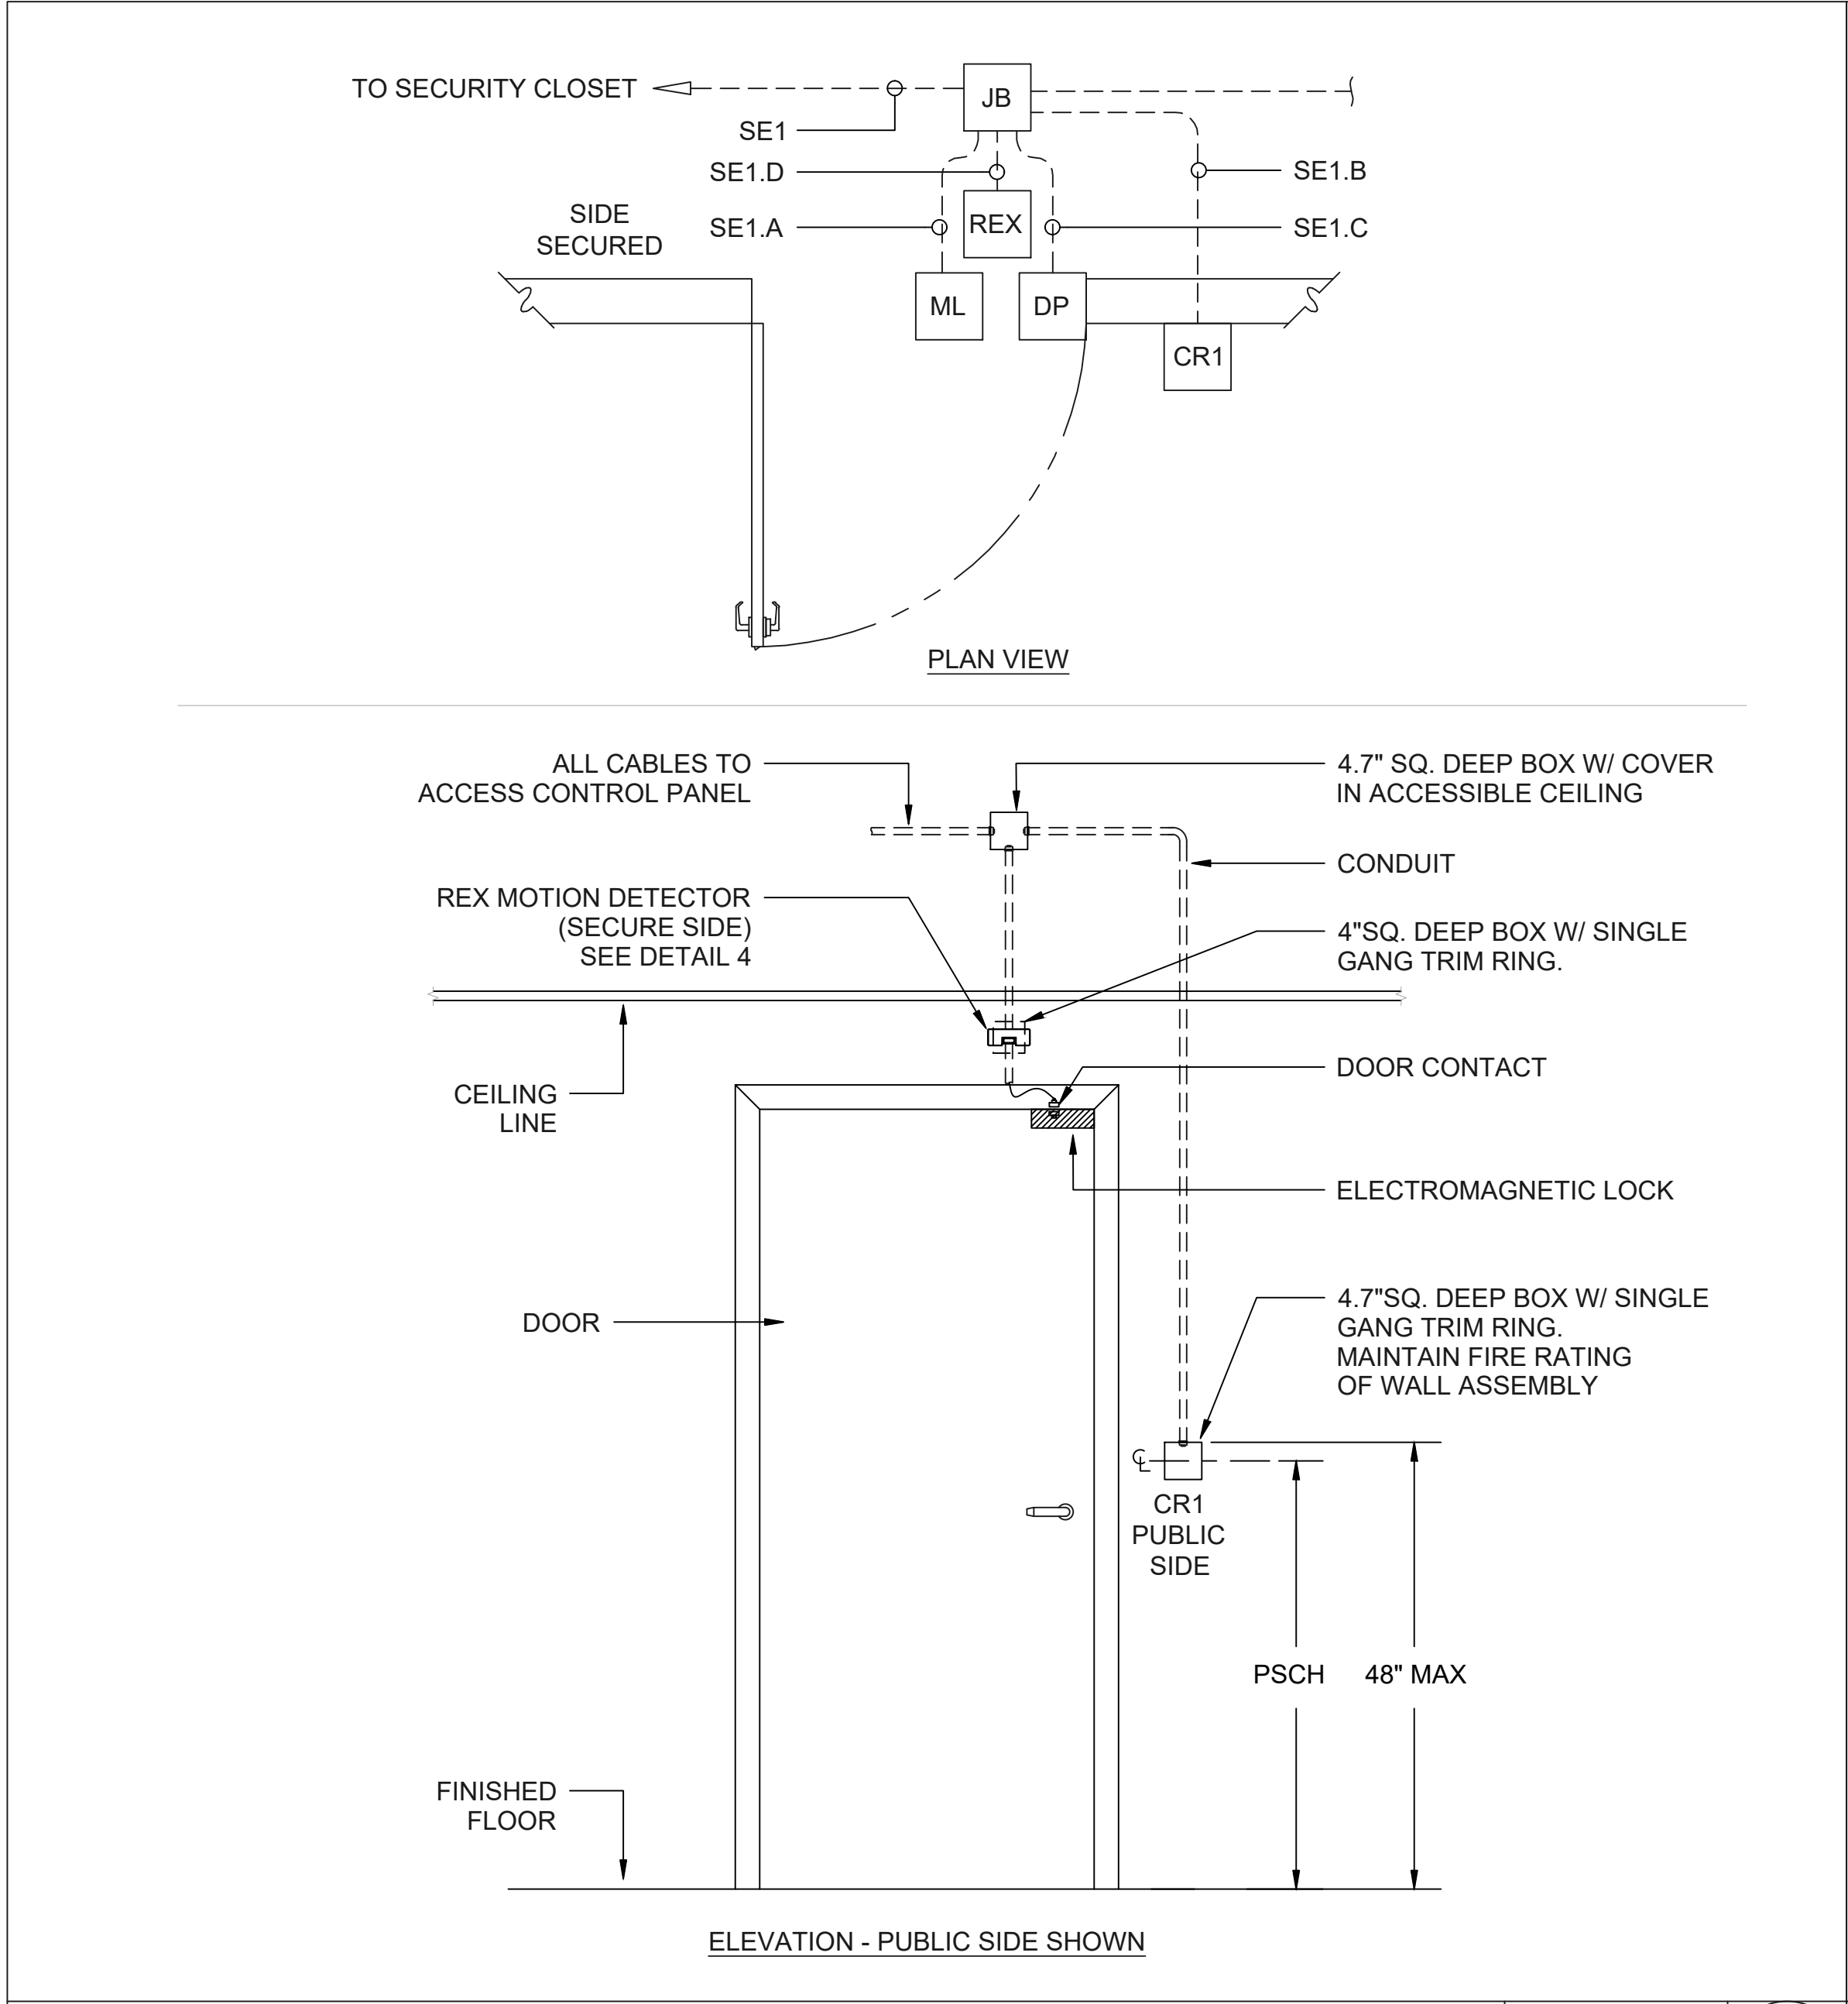 TO SECURITY CLOSET
JB
SE1
SE1.D
SE1.B
SIDE
SECURED
SE1.A
REX
SE1.C
ML
DP
CR1
PLAN VIEW
ALL CABLES TO
ACCESS CONTROL PANEL
4.7" SQ. DEEP BOX W/ COVER
IN ACCESSIBLE CEILING
CONDUIT
REX MOTION DETECTOR
(SECURE SIDE)
SEE DETAIL 4
4"SQ. DEEP BOX W/ SINGLE
GANG TRIM RING.
DOOR CONTACT
CEILING
LINE
ELECTROMAGNETIC LOCK
DOOR
4.7"SQ. DEEP BOX W/ SINGLE
GANG TRIM RING.
MAINTAIN FIRE RATING
OF WALL ASSEMBLY
CL
CR1
PUBLIC
SIDE
PSCH
48" MAX
FINISHED
FLOOR
ELEVATION - PUBLIC SIDE SHOWN